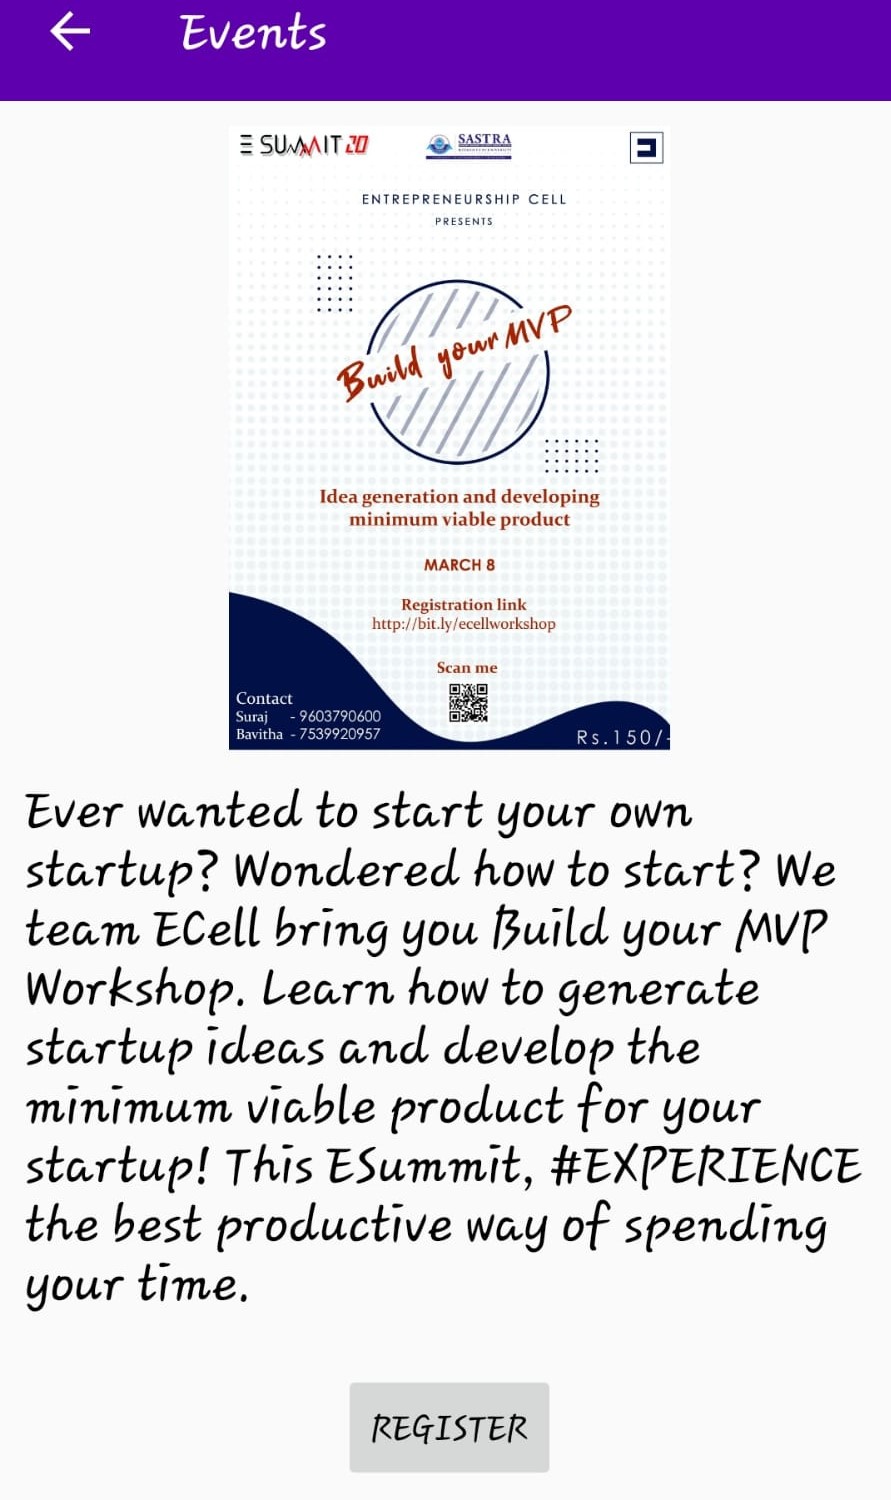 Events
E SUMMIT 20
SASTRA
ENTREPRENEURSHIP CELL
PRESENTS
Build your MVP
Idea generation and developing
minimum viable product
MARCH 8
Registration link
http://bit.ly/ecellworkshop
Scan me
Contact
Suraj - 9603790600
Bavitha - 7539920957
Rs.150/-
Ever wanted to start your own
startup? Wondered how to start? We
team ECell bring you Build your MVP
Workshop. Learn how to generate
startup ideas and develop the
minimum viable product for your
startup! This ESummit, #EXPERIENCE
the best productive way of spending
your time.
REGISTER